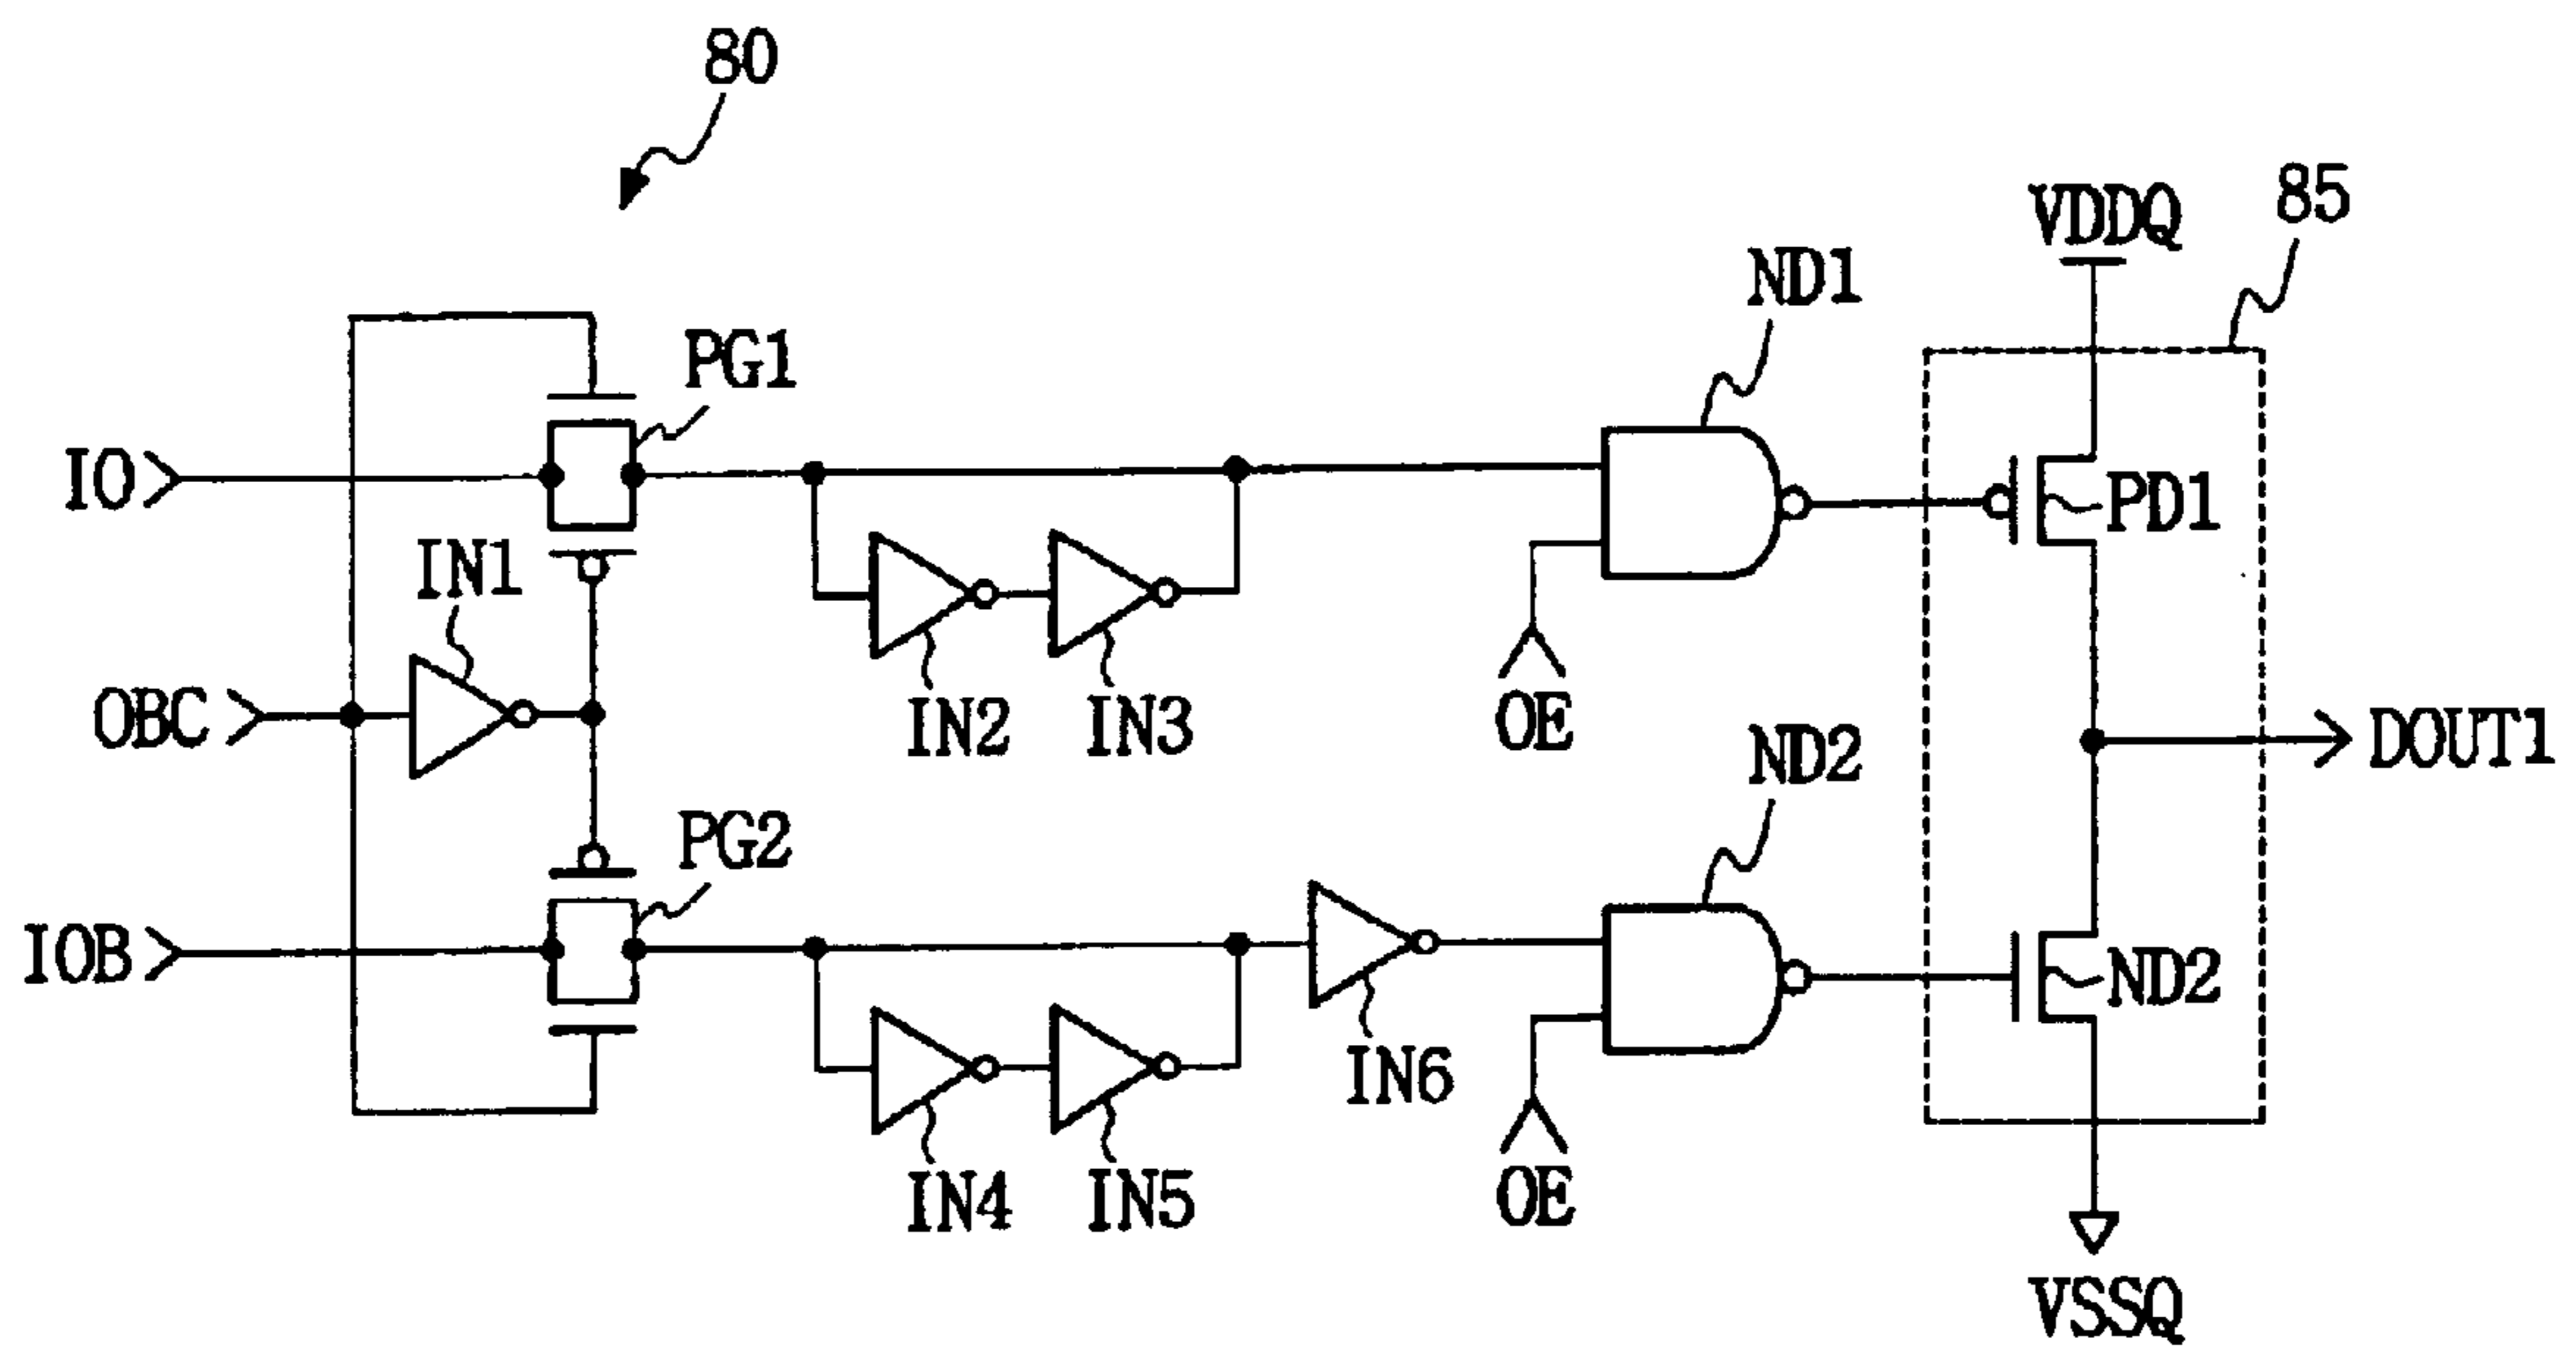 80
85
VDDQ
ND1
PG1
IO
PD1
IN1
IN2
IN3
OE
OBC
ND2
DOUT1
PG2
IOB
ND2
IN6
IN4
IN5
OE
VSSQ